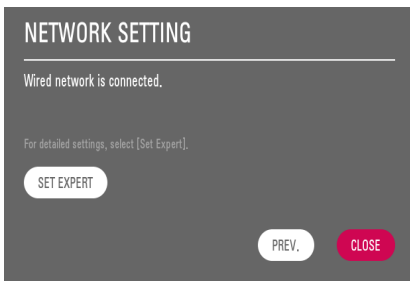 NETWORK SETTING
Wired network is connected.
For detailed settings, select [Set Expert].
SET EXPERT
PREV.
CLOSE